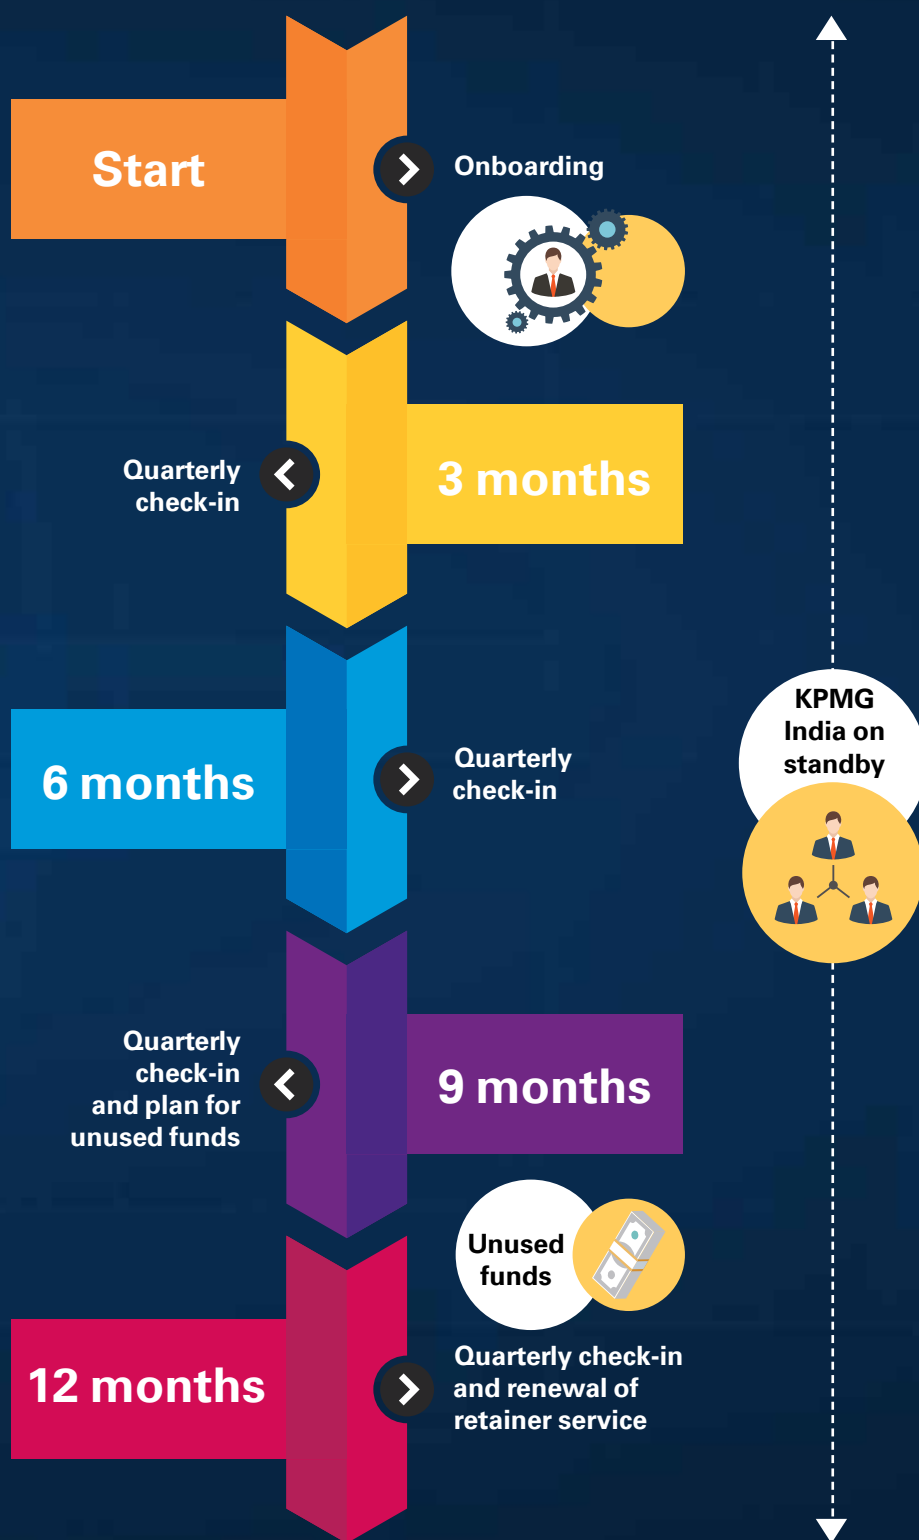 Start
Onboarding
3 months
Quarterly
check-in
6 months
Quarterly
check-in
KPMG
India on
standby
9 months
Quarterly
check-in
and plan for
unused funds
Unused
funds
12 months
Quarterly check-in
and renewal of
retainer service